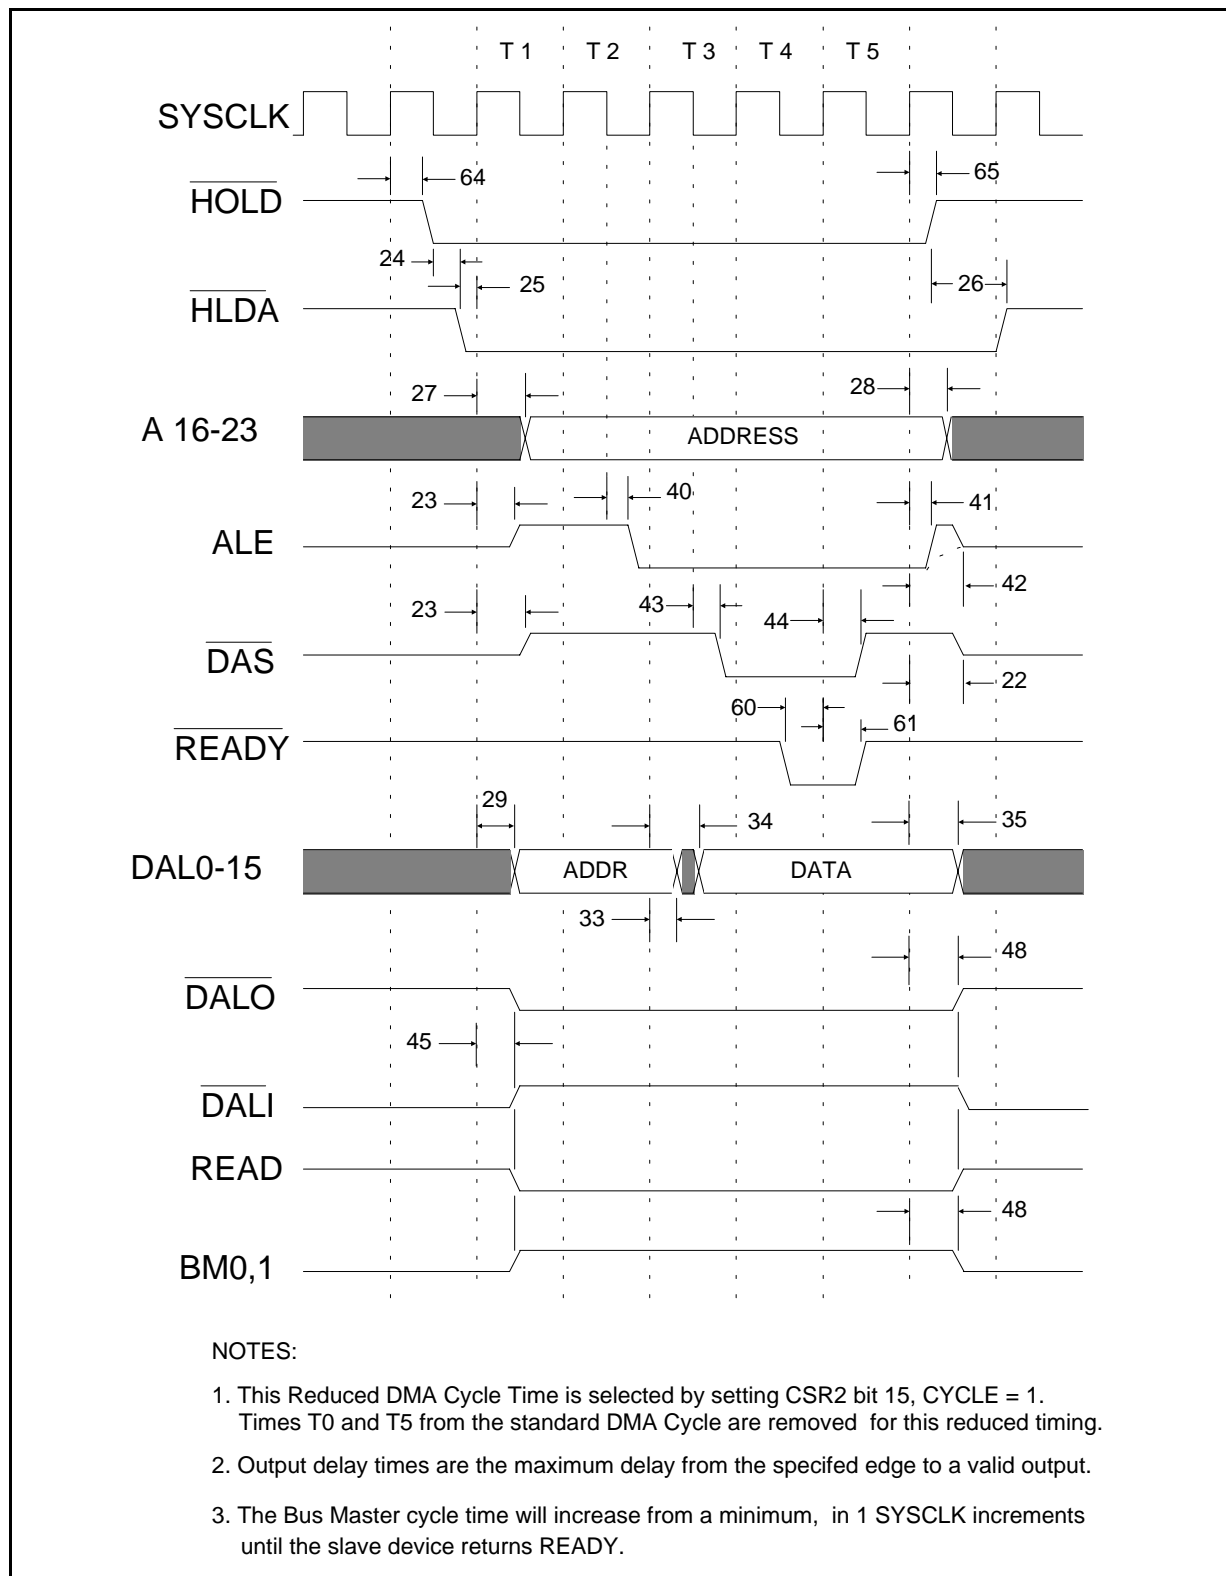 T 1 T 2 T 3 T 4 T 5
SYSCLK
64 65
HOLD
24 25 26
HLDA
27 28
A 16-23 ADDRESS
23 40 41
ALE
42
23 43 44
DAS
22
60 61
READY
29 34 35
DAL0-15 ADDR DATA
33
48
DALO
45
DALI
READ
48
BM0,1
NOTES:
1. This Reduced DMA Cycle Time is selected by setting CSR2 bit 15, CYCLE = 1.
Times T0 and T5 from the standard DMA Cycle are removed for this reduced timing.
2. Output delay times are the maximum delay from the specifed edge to a valid output.
3. The Bus Master cycle time will increase from a minimum, in 1 SYSCLK increments
until the slave device returns READY.